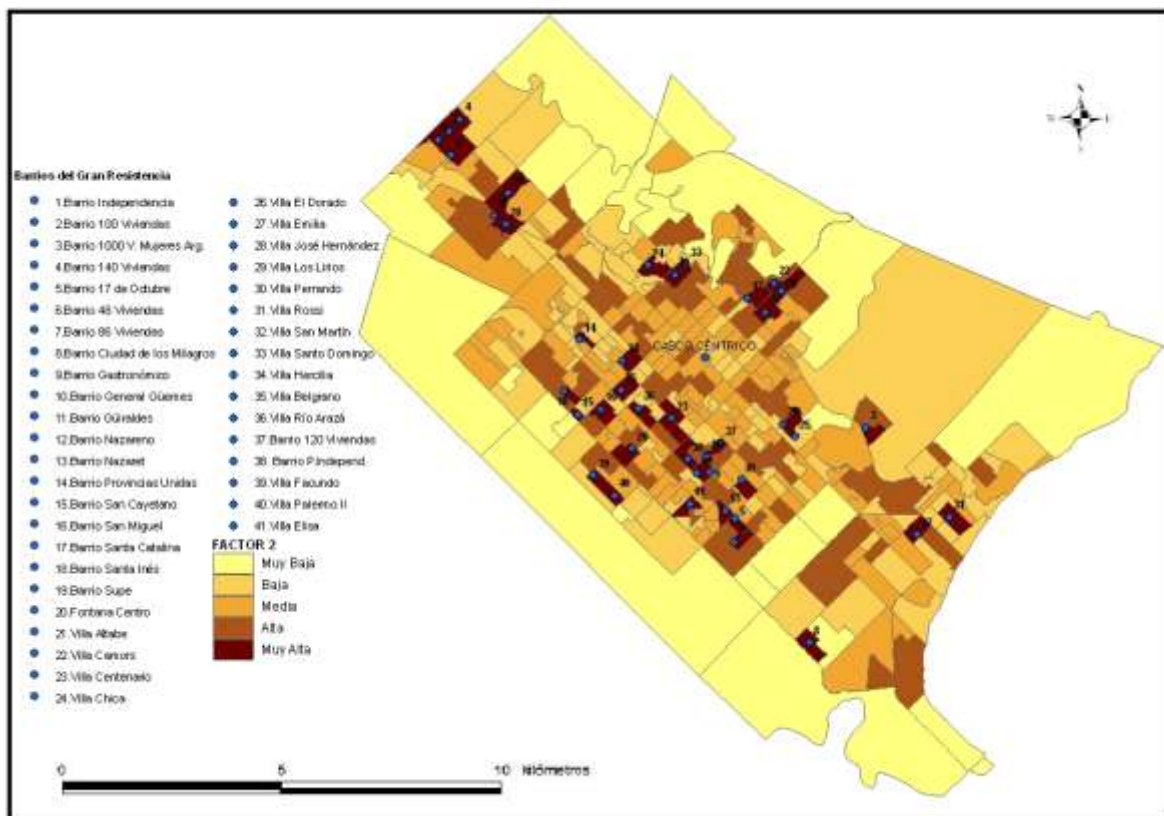 Barrios del Gran Resistencia
1.Barrio Independencia
2.Barrio 100 Viviendas
3.Barrio 1000 V. Mujeres Arg.
4.Barrio 140 Viviendas
5.Barrio 17 de Octubre
6.Barrio 48 Viviendas
7.Barrio 86 Viviendas
8.Barrio Ciudad de los Milagros
9.Barrio Gastronómico
10.Barrio General Güemes
11.Barrio Güiraldes
12.Barrio Nazareno
13.Barrio Nazaret
14.Barrio Provincias Unidas
15.Barrio San Cayetano
16.Barrio San Miguel
17.Barrio Santa Catalina
18.Barrio Santa Inés
19.Barrio Supe
20.Fontana Centro
21.Villa Altabe
22.Villa Camors
23.Villa Centenario
24.Villa Chica
26.Villa El Dorado
27.Villa Emilia
28.Villa José Hernández
29.Villa Los Lirios
30.Villa Perrando
31.Villa Rossi
32.Villa San Martín
33.Villa Santo Domingo
34.Villa Hercilia
35.Villa Belgrano
36.Villa Río Arazá
37.Barrio 120 Viviendas
38. Barrio P.Independ
39.Villa Facundo
40.Villa Palermo II
41.Villa Elisa
FACTOR 2
Muy Baja
Baja
Media
Alta
Muy Alta
CASCO CÉNTRICO
4
33
14
8
0 5 10 Kilómetros